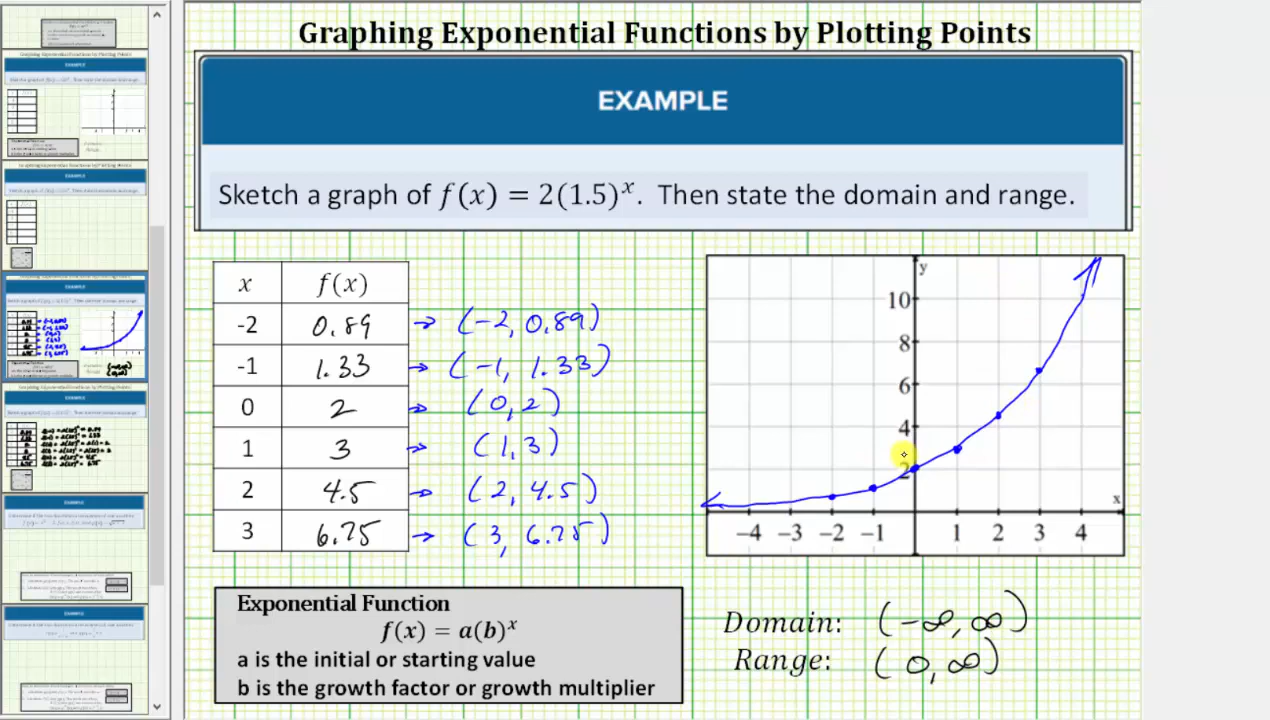 Graphing Exponential Functions by Plotting Points
EXAMPLE
Sketch a graph of f(x) = 2(1.5)^x. Then state the domain and range.
x f(x)
-2 0.89 → (-2, 0.89)
-1 1.33 → (-1, 1.33)
0 2 → (0, 2)
1 3 → (1, 3)
2 4.5 → (2, 4.5)
3 6.75 → (3, 6.75)
y
10
8
6
4
2
x
-4 -3 -2 -1 1 2 3 4
Exponential Function
f(x) = a(b)^x
a is the initial or starting value
b is the growth factor or growth multiplier
Domain: (-∞, ∞)
Range: (0, ∞)